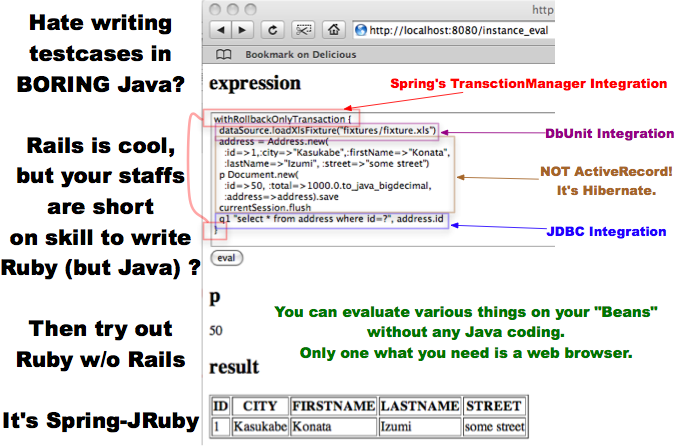 Hate writing
testcases in
BORING Java?
Rails is cool,
but your staffs
are short
on skill to write
Ruby (but Java) ?
Then try out
Ruby w/o Rails
It's Spring-JRuby
http
http://localhost:8080/instance_eval
Bookmark on Delicious
expression
Spring's TransctionManager Integration
withRollbackOnlyTransaction {
dataSource.loadXlsFixture("fixtures/fixture.xls")
DbUnit Integration
address = Address.new(
:id=>1,:city=>"Kasukabe",:firstName=>"Konata",
:lastName=>"Izumi", :street=>"some street")
p Document.new(
:id=>50, :total=>1000.0.to_java_bigdecimal,
:address=>address).save
currentSession.flush
NOT ActiveRecord!
It's Hibernate.
q1 "select * from address where id=?", address.id
}
JDBC Integration
eval
p
50
You can evaluate various things on your "Beans"
without any Java coding.
Only one what you need is a web browser.
result
ID CITY FIRSTNAME LASTNAME STREET
1 Kasukabe Konata Izumi some street